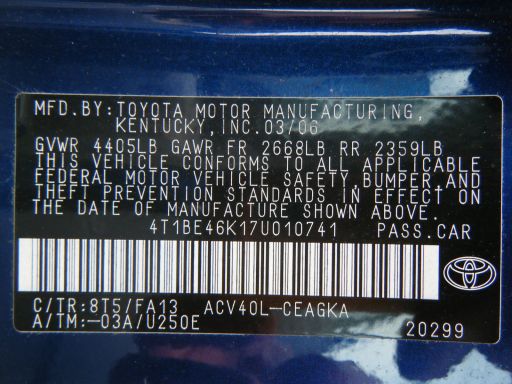 MFD.BY:TOYOTA MOTOR MANUFACTURING,
KENTUCKY,INC.03/06
GVWR 4405LB GAWR FR 2668LB RR 2359LB
THIS VEHICLE CONFORMS TO ALL APPLICABLE
FEDERAL MOTOR VEHICLE SAFETY,BUMPER,AND
THEFT PREVENTION STANDARDS IN EFFECT ON
THE DATE OF MANUFACTURE SHOWN ABOVE.
4T1BE46K17U010741 PASS.CAR
C/TR:8T5/FA13 ACV40L-CEAGKA
A/TM:-03A/U250E 20299